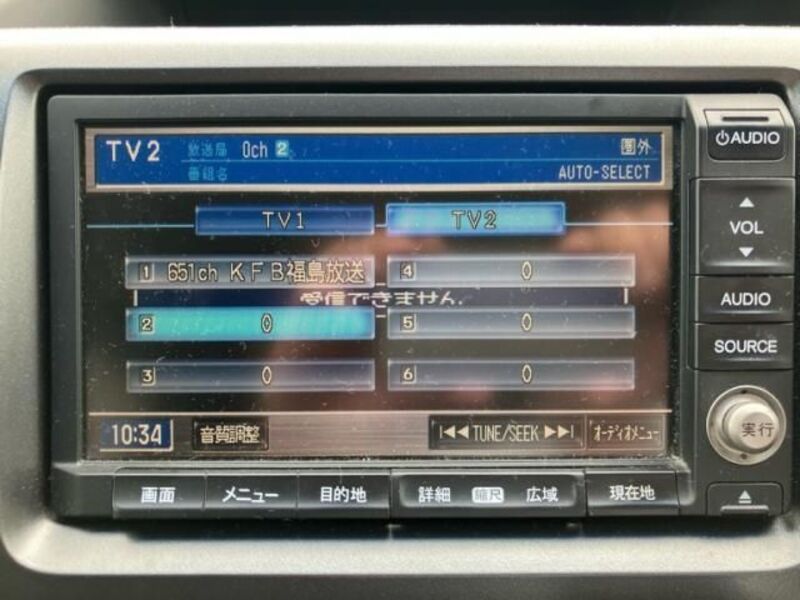 TV2 放送局 0ch 2 圏外
番組名 AUTO-SELECT
TV1 TV2
1 651ch KFB福島放送 4 0
受信できません.
2 0 5 0
3 0 6 0
10:34 音質調整 TUNE/SEEK オーディオメニュー
画面 メニュー 目的地 詳細 縮尺 広域 現在地
AUDIO
VOL
AUDIO
SOURCE
実行